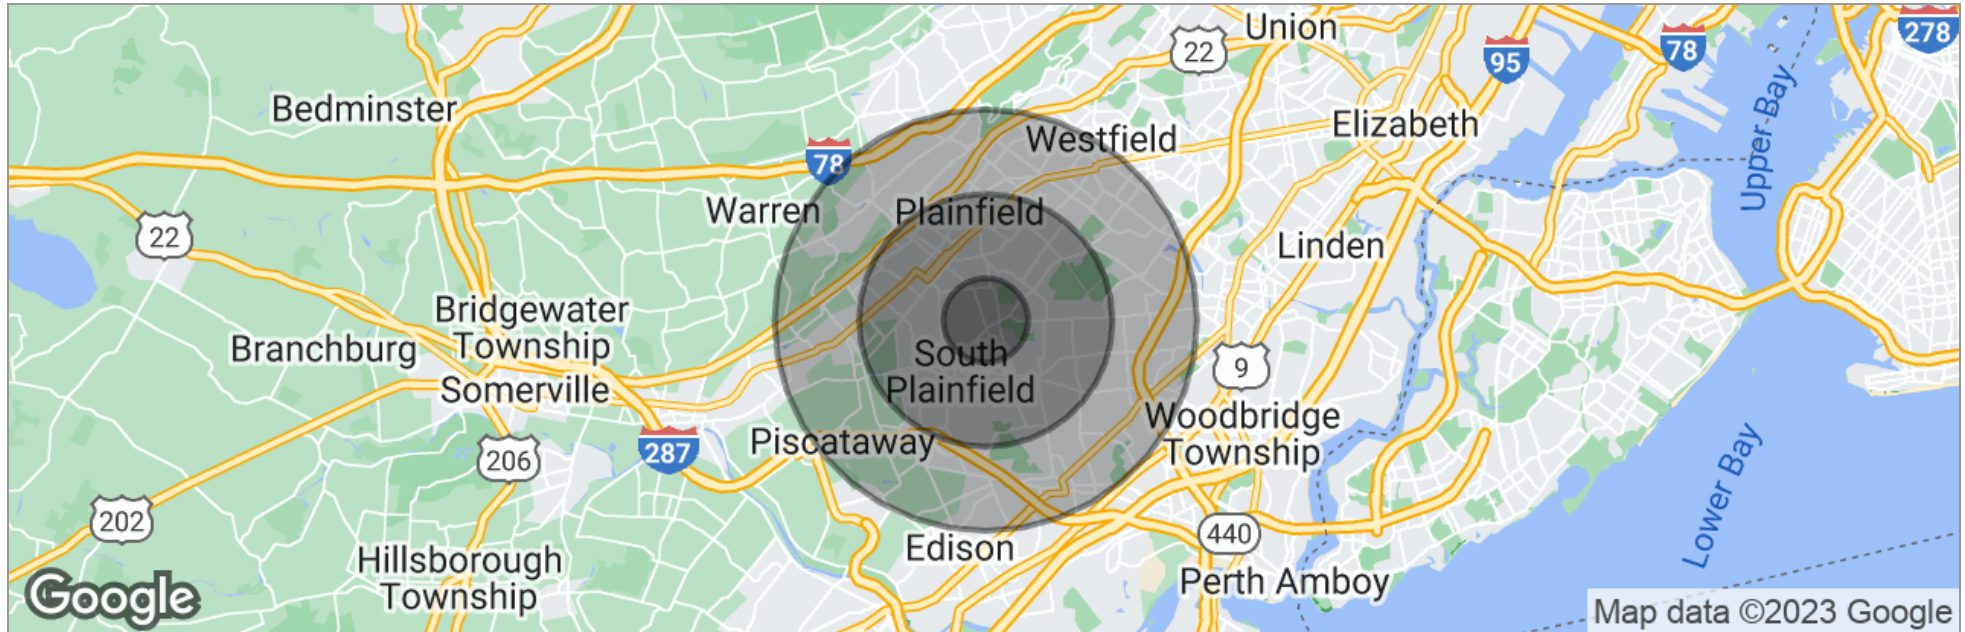 Union
22
95
78
278
Bedminster
Westfield
Elizabeth
Upper Bay
78
Warren
Plainfield
22
Linden
Bridgewater
Township
Branchburg
South
Plainfield
9
Somerville
Woodbridge
Township
Piscataway
287
206
Lower Bay
202
440
Edison
Hillsborough
Township
Perth Amboy
Google
Map data ©2023 Google